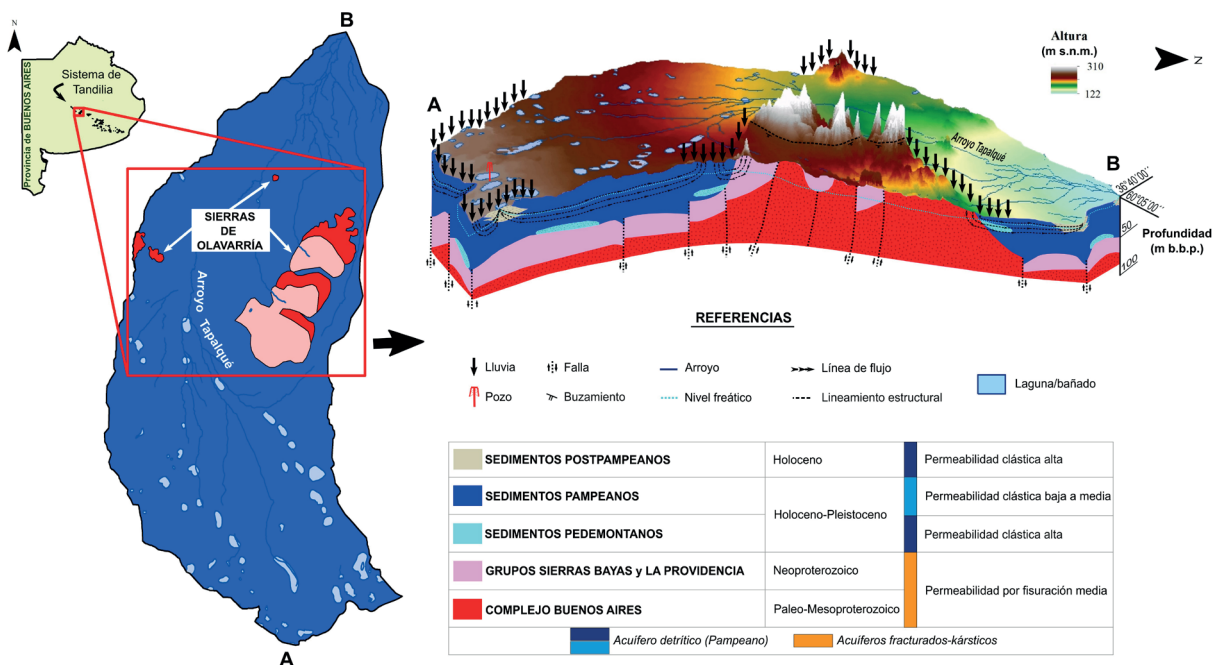 N
Provincia de BUENOS AIRES
Sistema de
Tandilia
B
SIERRAS
DE
OLAVARRÍA
Arroyo
Tapalqué
A
Altura
(m s.n.m.)
310
122
N
A
Arroyo Tapalqué
B
36°40'00''
60°05'00''
50
Profundidad
(m b.b.p.)
100
REFERENCIAS
Lluvia
Falla
Arroyo
Línea de flujo
Laguna/bañado
Pozo
Buzamiento
Nivel freático
Lineamiento estructural
SEDIMENTOS POSTPAMPEANOS
Holoceno
Permeabilidad clástica alta
SEDIMENTOS PAMPEANOS
Holoceno-Pleistoceno
Permeabilidad clástica baja a media
SEDIMENTOS PEDEMONTANOS
Permeabilidad clástica alta
GRUPOS SIERRAS BAYAS y LA PROVIDENCIA
Neoproterozoico
Permeabilidad por fisuración media
COMPLEJO BUENOS AIRES
Paleo-Mesoproterozoico
Acuífero detrítico (Pampeano)
Acuíferos fracturados-kársticos